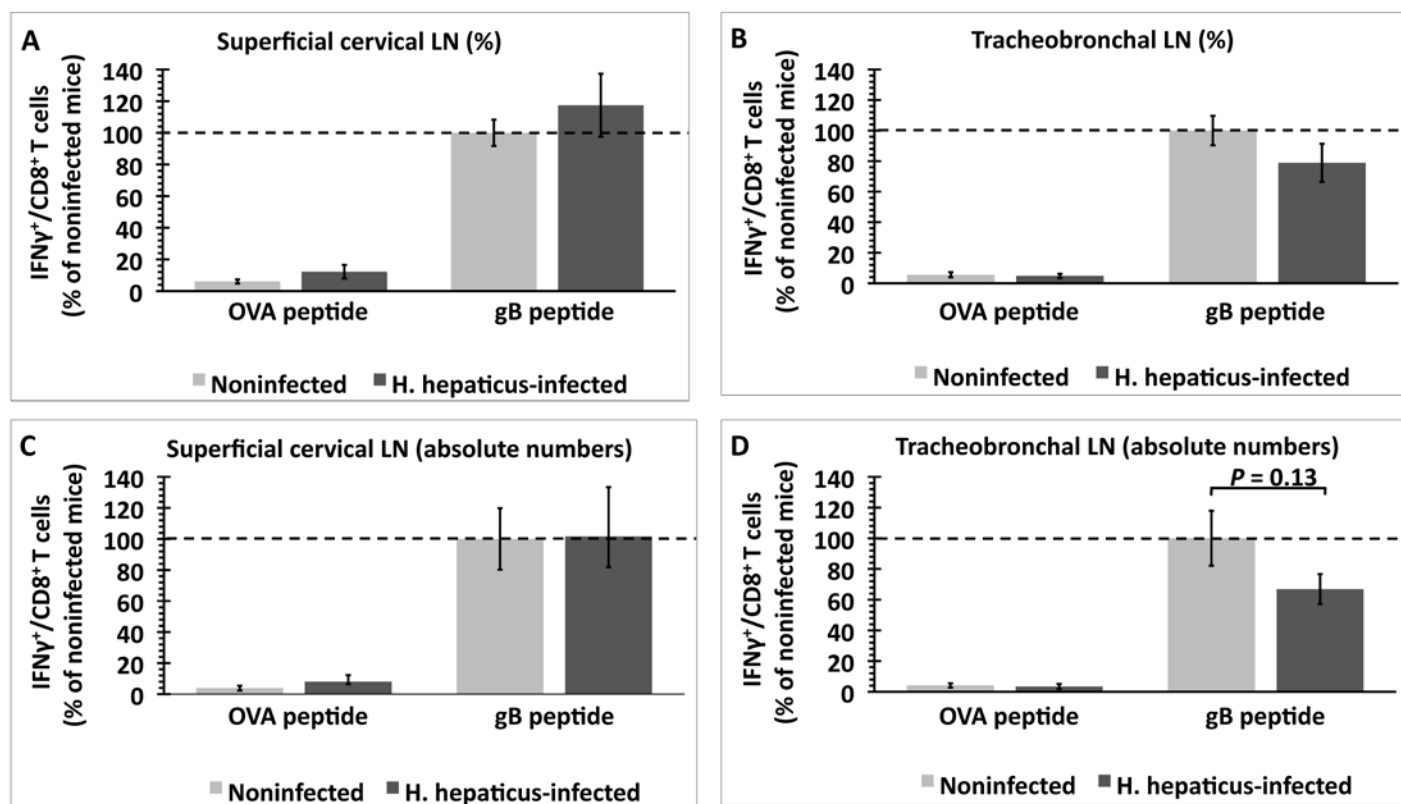 A
Superficial cervical LN (%)
IFNγ⁺/CD8⁺ T cells
(% of noninfected mice)
140
120
100
80
60
40
20
0
OVA peptide
gB peptide
Noninfected
H. hepaticus-infected
B
Tracheobronchal LN (%)
IFNγ⁺/CD8⁺ T cells
(% of noninfected mice)
140
120
100
80
60
40
20
0
OVA peptide
gB peptide
Noninfected
H. hepaticus-infected
C
Superficial cervical LN (absolute numbers)
IFNγ⁺/CD8⁺ T cells
(% of noninfected mice)
140
120
100
80
60
40
20
0
OVA peptide
gB peptide
Noninfected
H. hepaticus-infected
D
Tracheobronchal LN (absolute numbers)
IFNγ⁺/CD8⁺ T cells
(% of noninfected mice)
140
120
100
80
60
40
20
0
P = 0.13
OVA peptide
gB peptide
Noninfected
H. hepaticus-infected